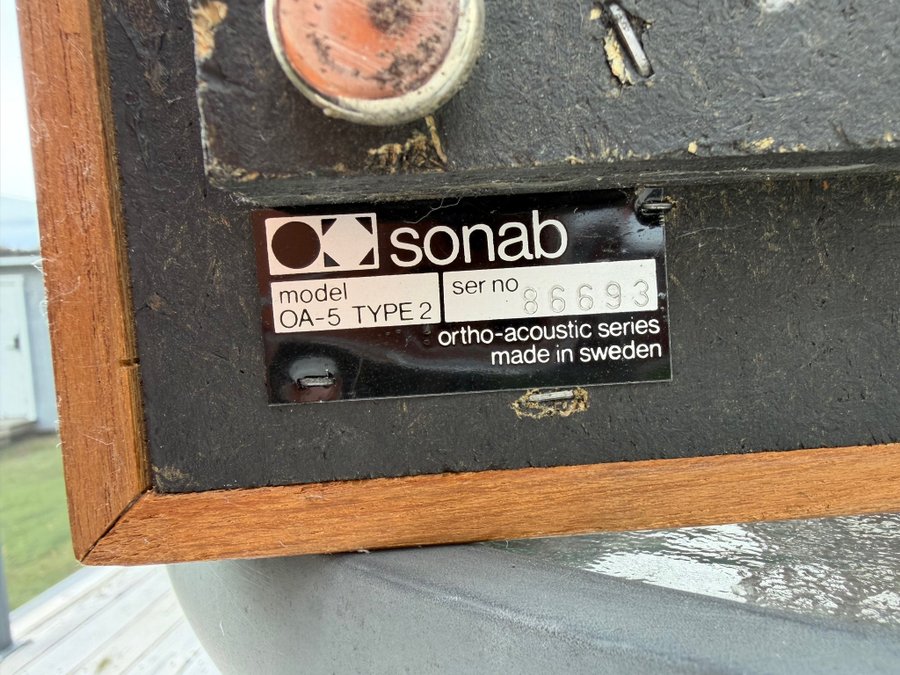 sonab
model
OA-5 TYPE 2
ser no 86693
ortho-acoustic series
made in sweden